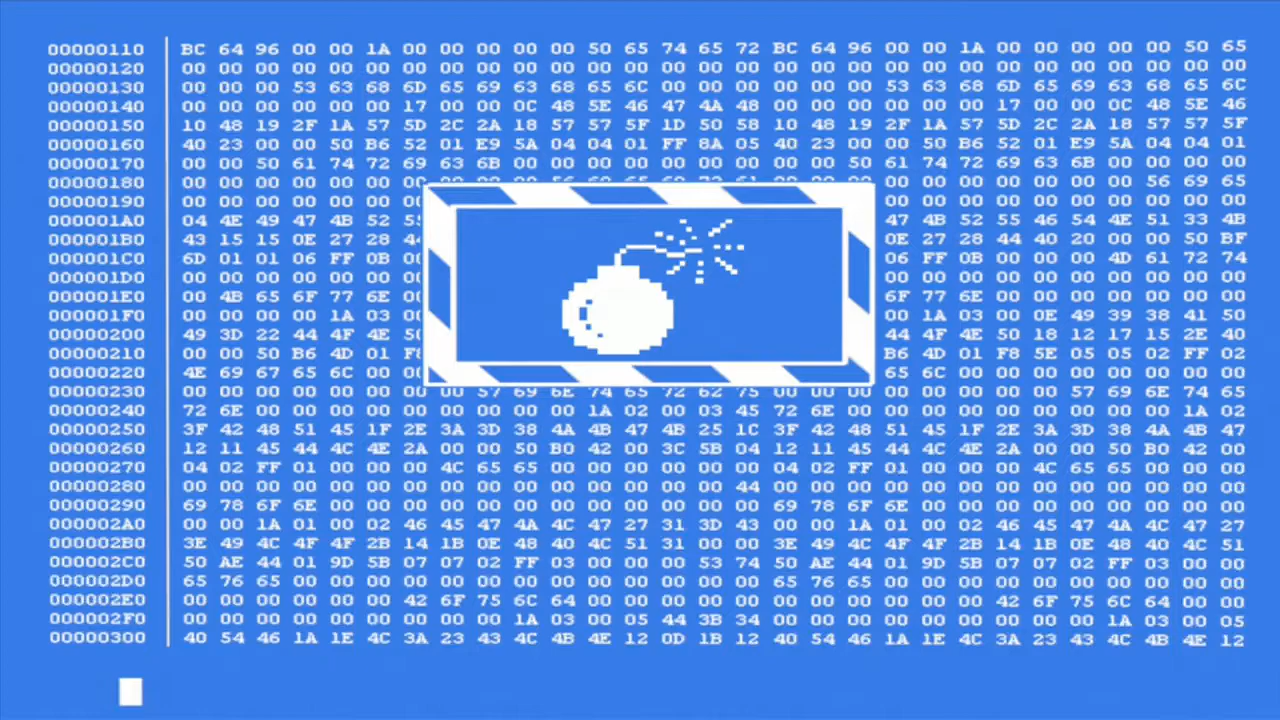 00000110 BC 64 96 00 00 1A 00 00 00 00 00 50 65 74 65 72 BC 64 96 00 00 1A 00 00 00 00 00 50 65
00000120 00 00 00 00 00 00 00 00 00 00 00 00 00 00 00 00 00 00 00 00 00 00 00 00 00 00 00 00 00
00000130 00 00 00 53 63 68 6D 65 69 63 68 65 6C 00 00 00 00 00 00 53 63 68 6D 65 69 63 68 65 6C
00000140 00 00 00 00 00 00 17 00 00 0C 48 5E 46 47 4A 48 00 00 00 00 00 00 17 00 00 0C 48 5E 46
00000150 10 48 19 2F 1A 57 5D 2C 2A 18 57 57 5F 1D 50 58 10 48 19 2F 1A 57 5D 2C 2A 18 57 57 5F
00000160 40 23 00 00 50 B6 52 01 E9 5A 04 04 01 FF 8A 05 40 23 00 00 50 B6 52 01 E9 5A 04 04 01
00000170 00 00 50 61 74 72 69 63 6B 00 00 00 00 00 00 00 00 00 50 61 74 72 69 63 6B 00 00 00 00
00000180 00 00 00 00 00 00 00 00 00 00 00 00 00 56 69 65
00000190 00 00 00 00 00 00 00 00 00 00 00 00 00 00 00 00
000001A0 04 4E 49 47 4B 52 47 4B 52 55 46 54 4E 51 33 4B
000001B0 43 15 15 0E 27 28 0E 27 28 44 40 20 00 00 50 BF
000001C0 6D 01 01 06 FF 0B 06 FF 0B 00 00 00 4D 61 72 74
000001D0 00 00 00 00 00 00 00 00 00 00 00 00 00 00 00 00
000001E0 00 4B 65 6F 77 6E 6F 77 6E 00 00 00 00 00 00 00
000001F0 00 00 00 00 1A 03 00 1A 03 00 0E 49 39 38 41 50
00000200 49 3D 22 44 4F 4E 44 4F 4E 50 18 12 17 15 2E 40
00000210 00 00 50 B6 4D 01 B6 4D 01 F8 5E 05 05 02 FF 02
00000220 4E 69 67 65 6C 00 65 6C 00 00 00 00 00 00 00 00
00000230 00 00 00 00 00 00 00 00 57 69 6E 74 65 72 62 75 00 00 00 00 00 00 00 00 57 69 6E 74 65
00000240 72 6E 00 00 00 00 00 00 00 00 00 1A 02 00 03 45 72 6E 00 00 00 00 00 00 00 00 00 1A 02
00000250 3F 42 48 51 45 1F 2E 3A 3D 38 4A 4B 47 4B 25 1C 3F 42 48 51 45 1F 2E 3A 3D 38 4A 4B 47
00000260 12 11 45 44 4C 4E 2A 00 00 50 B0 42 00 3C 5B 04 12 11 45 44 4C 4E 2A 00 00 50 B0 42 00
00000270 04 02 FF 01 00 00 00 4C 65 65 00 00 00 00 00 00 04 02 FF 01 00 00 00 4C 65 65 00 00 00
00000280 00 00 00 00 00 00 00 00 00 00 00 00 00 00 44 00 00 00 00 00 00 00 00 00 00 00 00 00 00
00000290 69 78 6F 6E 00 00 00 00 00 00 00 00 00 00 00 00 69 78 6F 6E 00 00 00 00 00 00 00 00 00
000002A0 00 00 1A 01 00 02 46 45 47 4A 4C 47 27 31 3D 43 00 00 1A 01 00 02 46 45 47 4A 4C 47 27
000002B0 3E 49 4C 4F 4F 2B 14 1B 0E 48 40 4C 51 31 00 00 3E 49 4C 4F 4F 2B 14 1B 0E 48 40 4C 51
000002C0 50 AE 44 01 9D 5B 07 07 02 FF 03 00 00 00 53 74 50 AE 44 01 9D 5B 07 07 02 FF 03 00 00
000002D0 65 76 65 00 00 00 00 00 00 00 00 00 00 00 00 00 65 76 65 00 00 00 00 00 00 00 00 00 00
000002E0 00 00 00 00 00 00 42 6F 75 6C 64 00 00 00 00 00 00 00 00 00 00 00 42 6F 75 6C 64 00 00
000002F0 00 00 00 00 00 00 00 00 00 1A 03 00 05 44 3B 34 00 00 00 00 00 00 00 00 00 1A 03 00 05
00000300 40 54 46 1A 1E 4C 3A 23 43 4C 4B 4E 12 0D 1B 12 40 54 46 1A 1E 4C 3A 23 43 4C 4B 4E 12